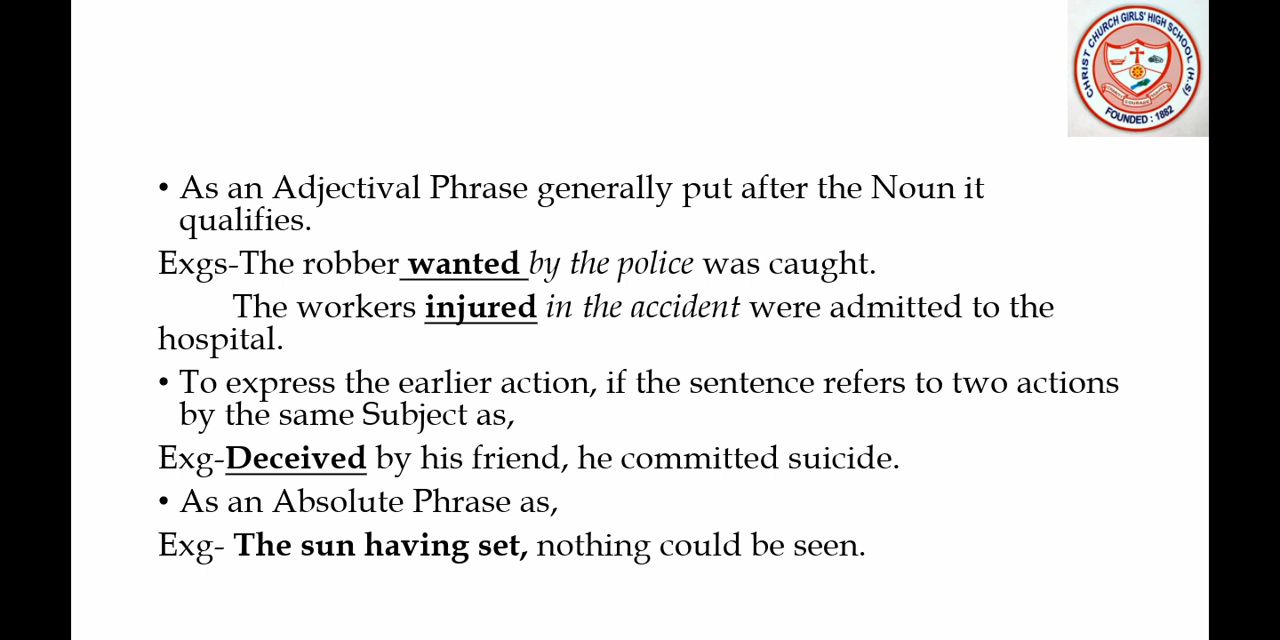 CHRIST CHURCH GIRLS' HIGH SCHOOL (H.S)
COURAGE
FOUNDED : 1882
• As an Adjectival Phrase generally put after the Noun it
qualifies.
Exgs-The robber wanted by the police was caught.
The workers injured in the accident were admitted to the
hospital.
• To express the earlier action, if the sentence refers to two actions
by the same Subject as,
Exg-Deceived by his friend, he committed suicide.
• As an Absolute Phrase as,
Exg- The sun having set, nothing could be seen.